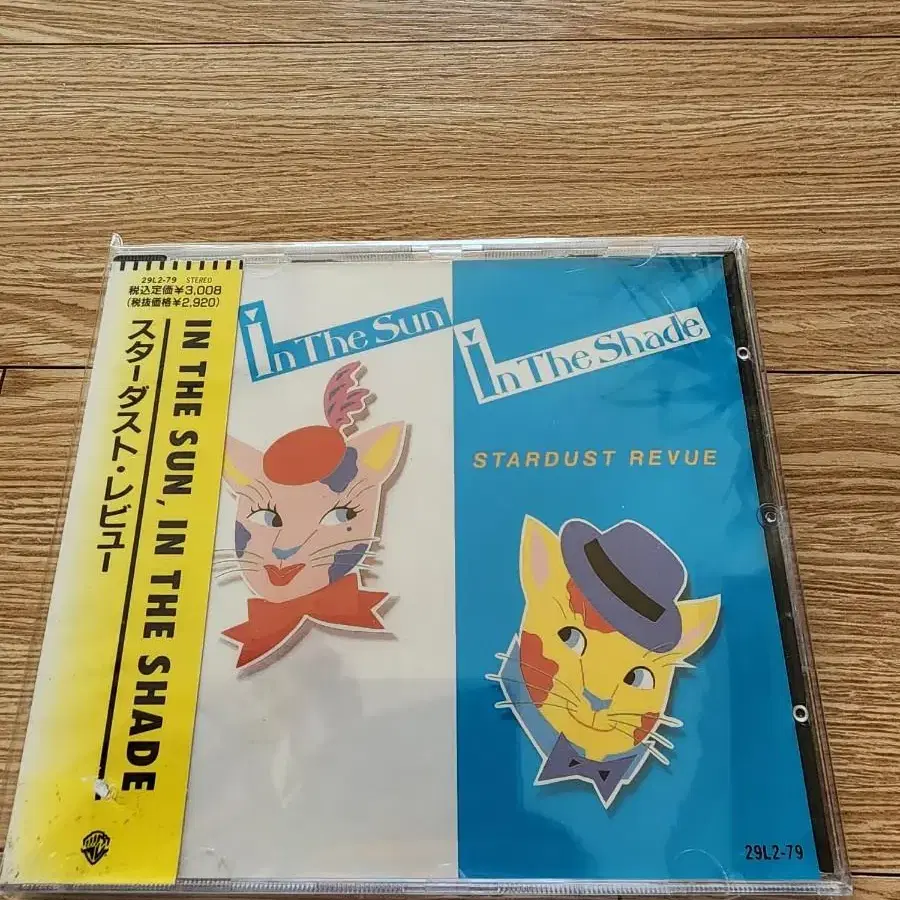 29L2-79 STEREO
税込定価¥3,008
(税抜価格¥2,920)
IN THE SUN, IN THE SHADE
スターダスト・レビュー
in The Sun
in The Shade
STARDUST REVUE
29L2-79